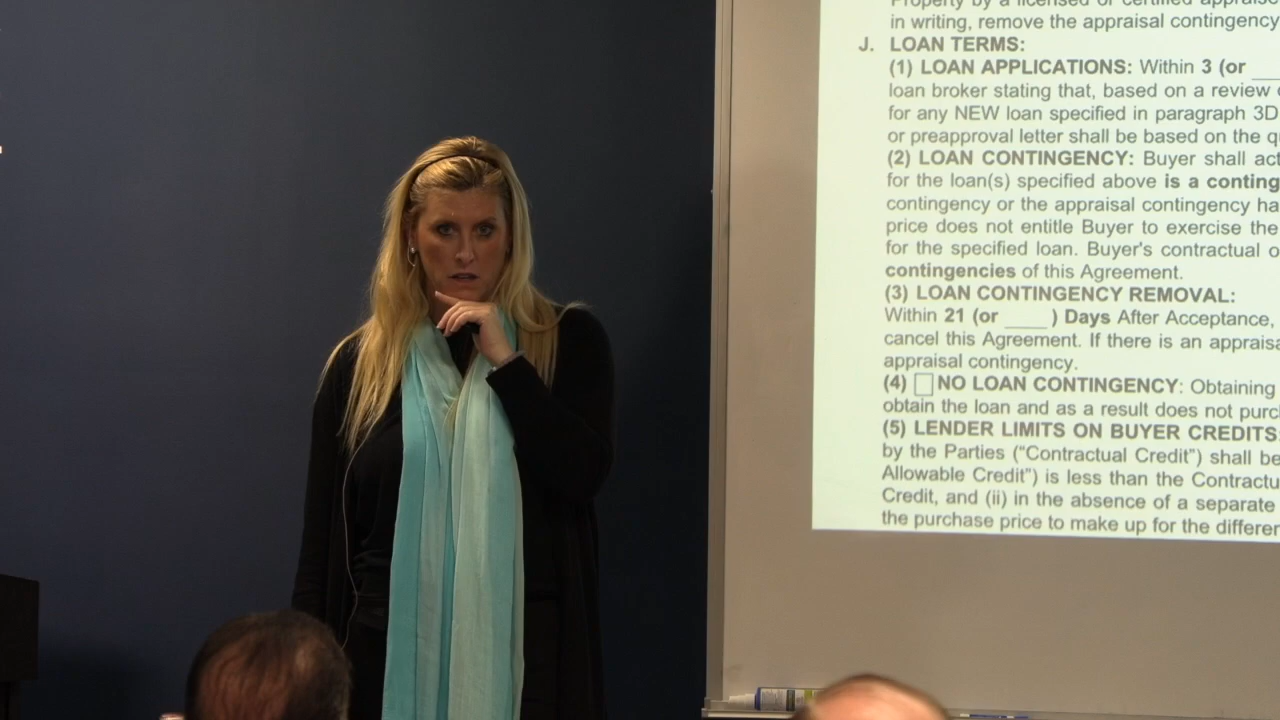 Property by a licensed or certified appraise
in writing, remove the appraisal contingency
J. LOAN TERMS:
(1) LOAN APPLICATIONS: Within 3 (or ___
loan broker stating that, based on a review
for any NEW loan specified in paragraph 3D
or preapproval letter shall be based on the
(2) LOAN CONTINGENCY: Buyer shall act
for the loan(s) specified above is a conting
contingency or the appraisal contingency ha
price does not entitle Buyer to exercise the
for the specified loan. Buyer's contractual o
contingencies of this Agreement.
(3) LOAN CONTINGENCY REMOVAL:
Within 21 (or ____ ) Days After Acceptance,
cancel this Agreement. If there is an appraisa
appraisal contingency.
(4) NO LOAN CONTINGENCY: Obtaining
obtain the loan and as a result does not purc
(5) LENDER LIMITS ON BUYER CREDITS:
by the Parties ("Contractual Credit") shall be
Allowable Credit") is less than the Contractu
Credit, and (ii) in the absence of a separate
the purchase price to make up for the differen